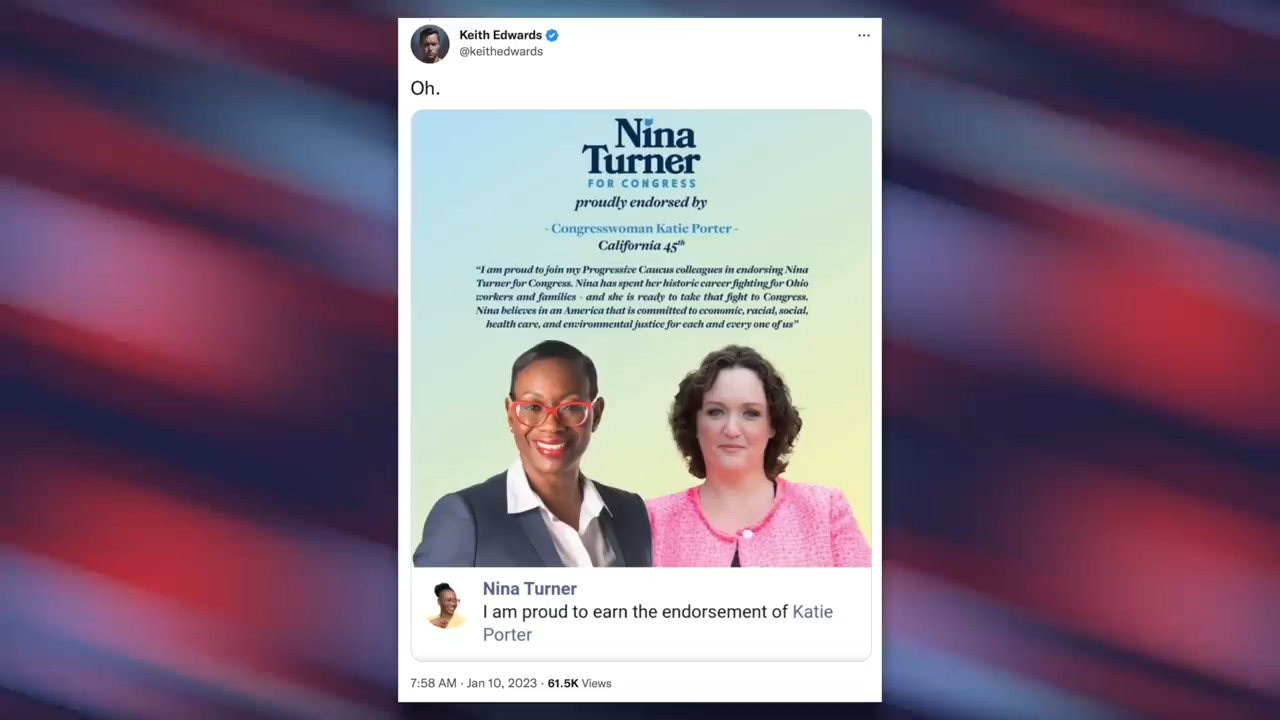 Keith Edwards
@keithedwards
Oh.
Nina
Turner
FOR CONGRESS
proudly endorsed by
- Congresswoman Katie Porter -
California 45th
"I am proud to join my Progressive Caucus colleagues in endorsing Nina
Turner for Congress. Nina has spent her historic career fighting for Ohio
workers and families - and she is ready to take that fight to Congress.
Nina believes in an America that is committed to economic, racial, social,
health care, and environmental justice for each and every one of us"
Nina Turner
I am proud to earn the endorsement of Katie
Porter
7:58 AM · Jan 10, 2023 · 61.5K Views